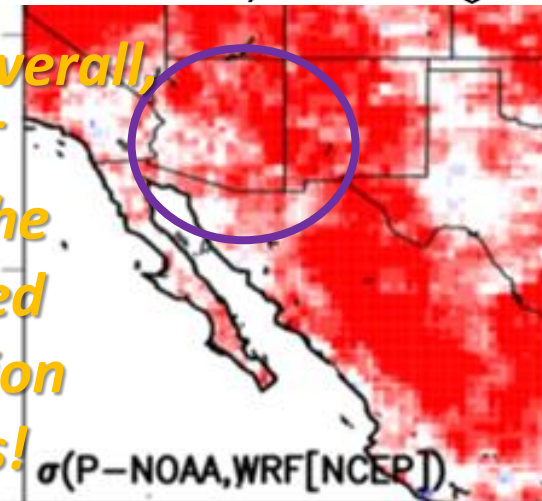 verall,
he
ed
ion
s!
σ(P−NOAA,WRF[NCEP])